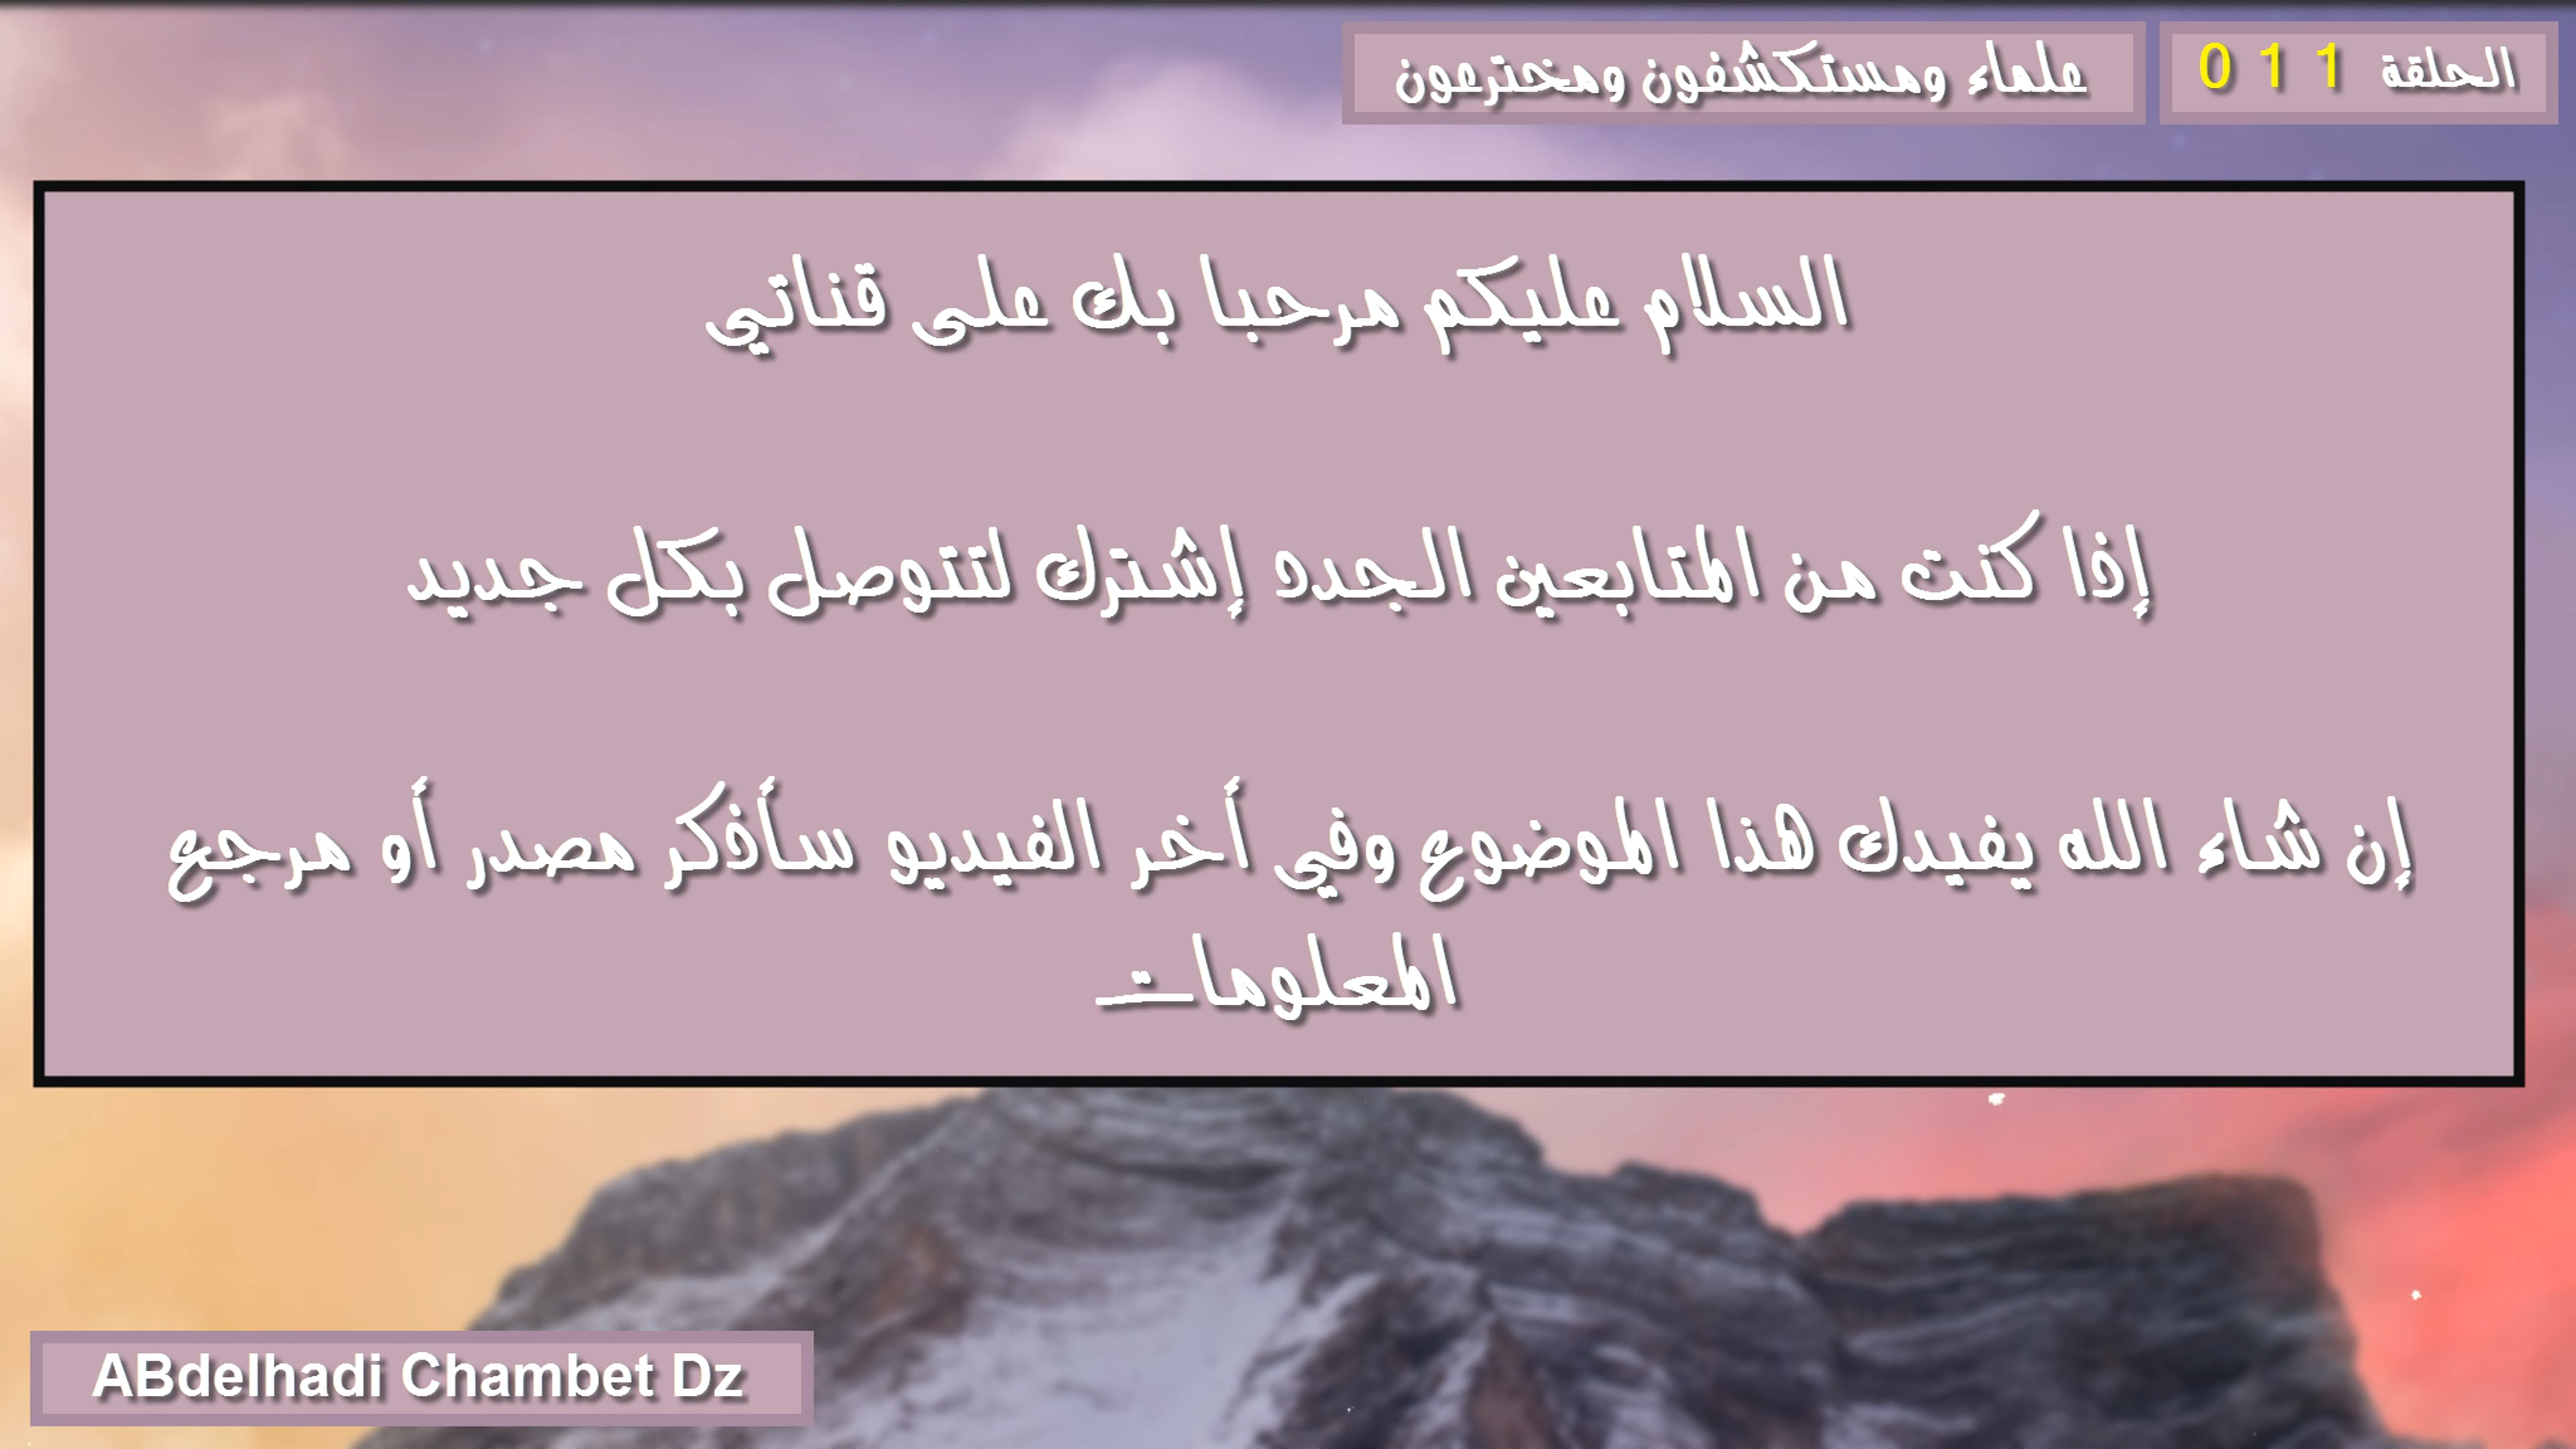 الحلقة 011
علماء ومستكشفون ومخترعون
السلام عليكم مرحبا بك على قناتي
إذا كنت من المتابعين الجدد إشترك لتتوصل بكل جديد
إن شاء الله يفيدك هذا الموضوع وفي أخر الفيديو سأذكر مصدر أو مرجع
المعلومات
ABdelhadi Chambet Dz